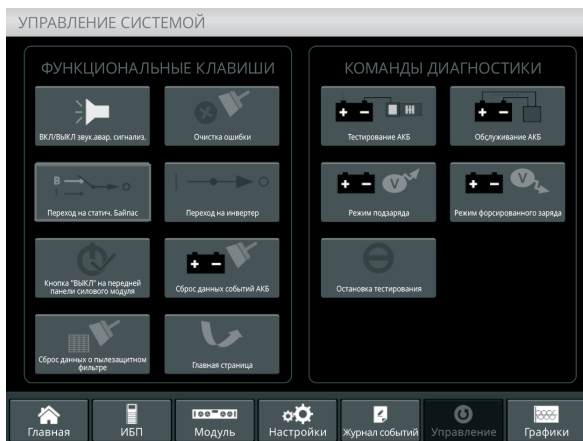 УПРАВЛЕНИЕ СИСТЕМОЙ
ФУНКЦИОНАЛЬНЫЕ КЛАВИШИ
ВКЛ/ВЫКЛ звук.авар. сигнализ.
Очистка ошибки
B
I
Переход на статич. Байпас
Переход на инвертер
Кнопка "ВЫКЛ" на передней
панели силового модуля
Сброс данных событий АКБ
Сброс данных о пылезащитном
фильтре
Главная страница
КОМАНДЫ ДИАГНОСТИКИ
Тестирование АКБ
Обслуживание АКБ
V
Режим подзаряда
V
Режим форсированного заряда
Остановка тестирования
Главная
ИБП
Модуль
Настройки
Журнал событий
Управление
Графики